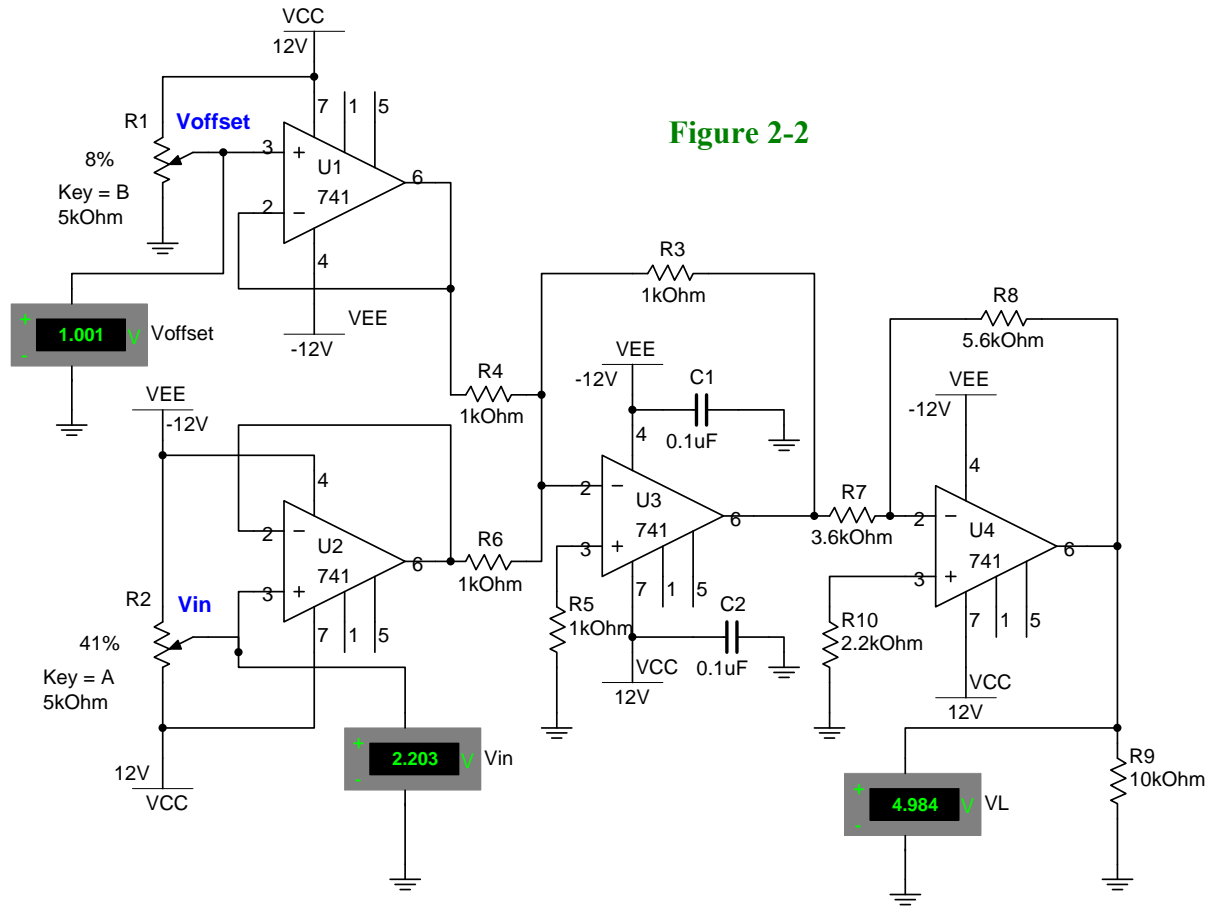 VCC
12V
Figure 2-2
R1
Voffset
7
1
5
3
+
U1
8%
741
6
Key = B
5kOhm
2
−
4
VEE
-12V
+
1.001
V
-
Voffset
R3
1kOhm
R8
5.6kOhm
R4
1kOhm
VEE
-12V
C1
0.1uF
VEE
-12V
VEE
-12V
4
2
−
U2
741
6
3
+
7
1
5
R6
1kOhm
4
2
−
U3
741
6
3
+
7
1
5
R7
3.6kOhm
4
2
−
U4
741
6
3
+
7
1
5
R2
Vin
41%
Key = A
5kOhm
R5
1kOhm
C2
0.1uF
VCC
12V
R10
2.2kOhm
VCC
12V
12V
VCC
+
2.203
V
-
Vin
+
4.984
V
-
VL
R9
10kOhm